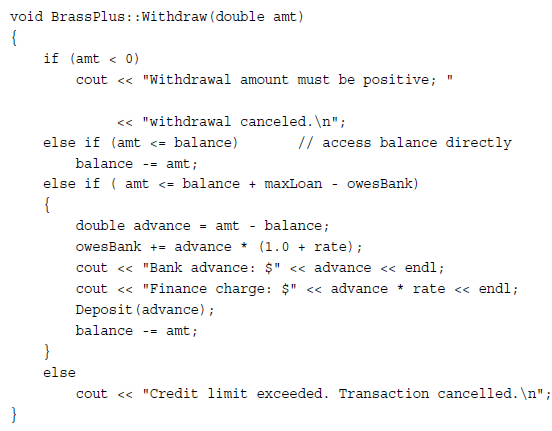 void BrassPlus::Withdraw(double amt)
{
    if (amt < 0)
        cout << "Withdrawal amount must be positive; "
             << "withdrawal canceled.\n";
    else if (amt <= balance)       // access balance directly
        balance -= amt;
    else if ( amt <= balance + maxLoan - owesBank)
    {
        double advance = amt - balance;
        owesBank += advance * (1.0 + rate);
        cout << "Bank advance: $" << advance << endl;
        cout << "Finance charge: $" << advance * rate << endl;
        Deposit(advance);
        balance -= amt;
    }
    else
        cout << "Credit limit exceeded. Transaction cancelled.\n";
}